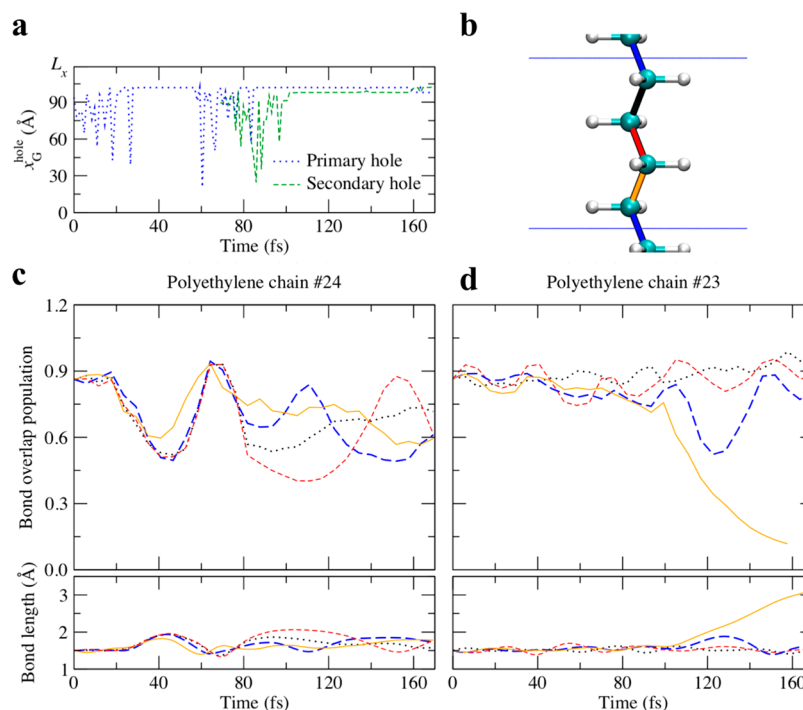 a
b
L x
90
60
30
0
x G hole (Å)
Primary hole
Secondary hole
0 40 80 120 160
Time (fs)
c
d
Polyethylene chain #24
Polyethylene chain #23
1.2
0.9
0.6
0.3
0.0
Bond overlap population
3
2
1
Bond length (Å)
0 40 80 120 160
0 40 80 120 160
Time (fs)
Time (fs)